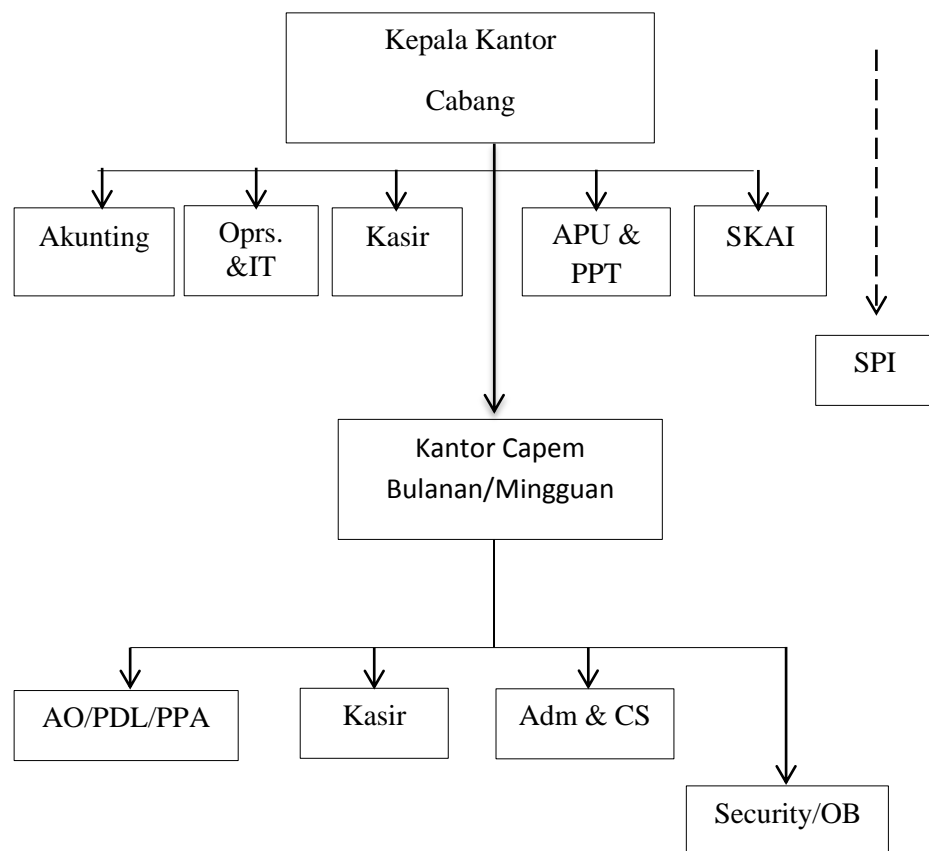 Kepala Kantor
Cabang
Akunting
Oprs.
&IT
Kasir
APU &
PPT
SKAI
SPI
Kantor Capem
Bulanan/Mingguan
AO/PDL/PPA
Kasir
Adm & CS
Security/OB